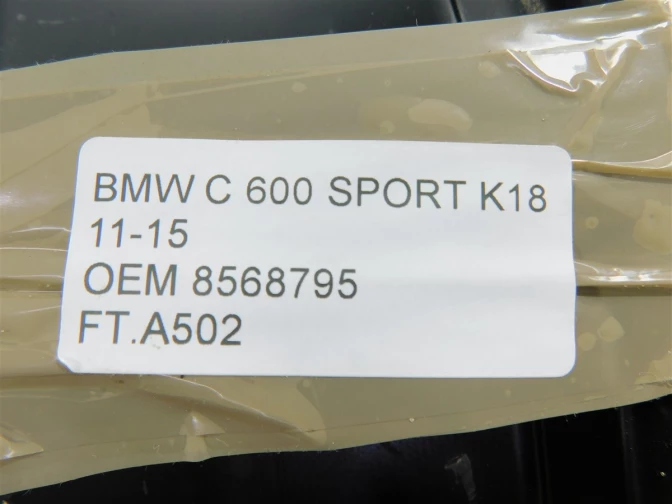 BMW C 600 SPORT K18
11-15
OEM 8568795
FT.A502